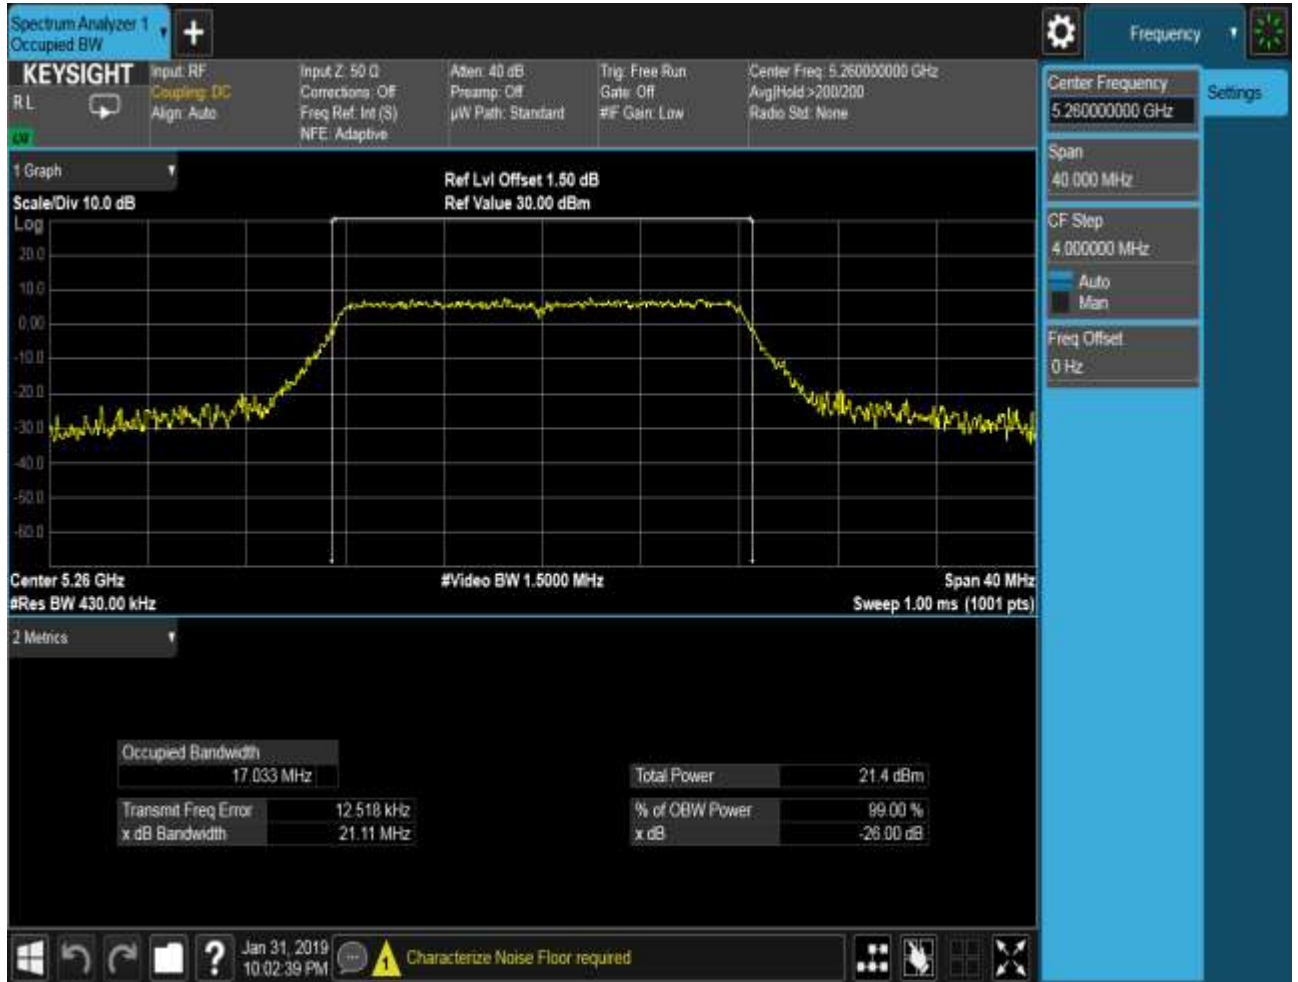 Spectrum Analyzer 1
Occupied BW
Frequency
KEYSIGHT
R L
Input: RF
Coupling: DC
Align: Auto
Input Z: 50 Ω
Corrections: Off
Freq Ref: Int (S)
NFE: Adaptive
Atten: 40 dB
Preamp: Off
µW Path: Standard
Trig: Free Run
Gate: Off
#IF Gain: Low
Center Freq: 5.260000000 GHz
Avg|Hold:>200/200
Radio Std: None
Center Frequency
5.260000000 GHz
Settings
Span
40.000 MHz
CF Step
4.000000 MHz
Auto
Man
Freq Offset
0 Hz
1 Graph
Scale/Div 10.0 dB
Ref Lvl Offset 1.50 dB
Ref Value 30.00 dBm
Log
20.0
10.0
0.00
-10.0
-20.0
-30.0
-40.0
-50.0
-60.0
Center 5.26 GHz
#Video BW 1.5000 MHz
Span 40 MHz
#Res BW 430.00 kHz
Sweep 1.00 ms (1001 pts)
2 Metrics
Occupied Bandwidth
17.033 MHz
Total Power 21.4 dBm
Transmit Freq Error 12.518 kHz
% of OBW Power 99.00 %
x dB Bandwidth 21.11 MHz
x dB -26.00 dB
?
Jan 31, 2019
10:02:39 PM
1
Characterize Noise Floor required